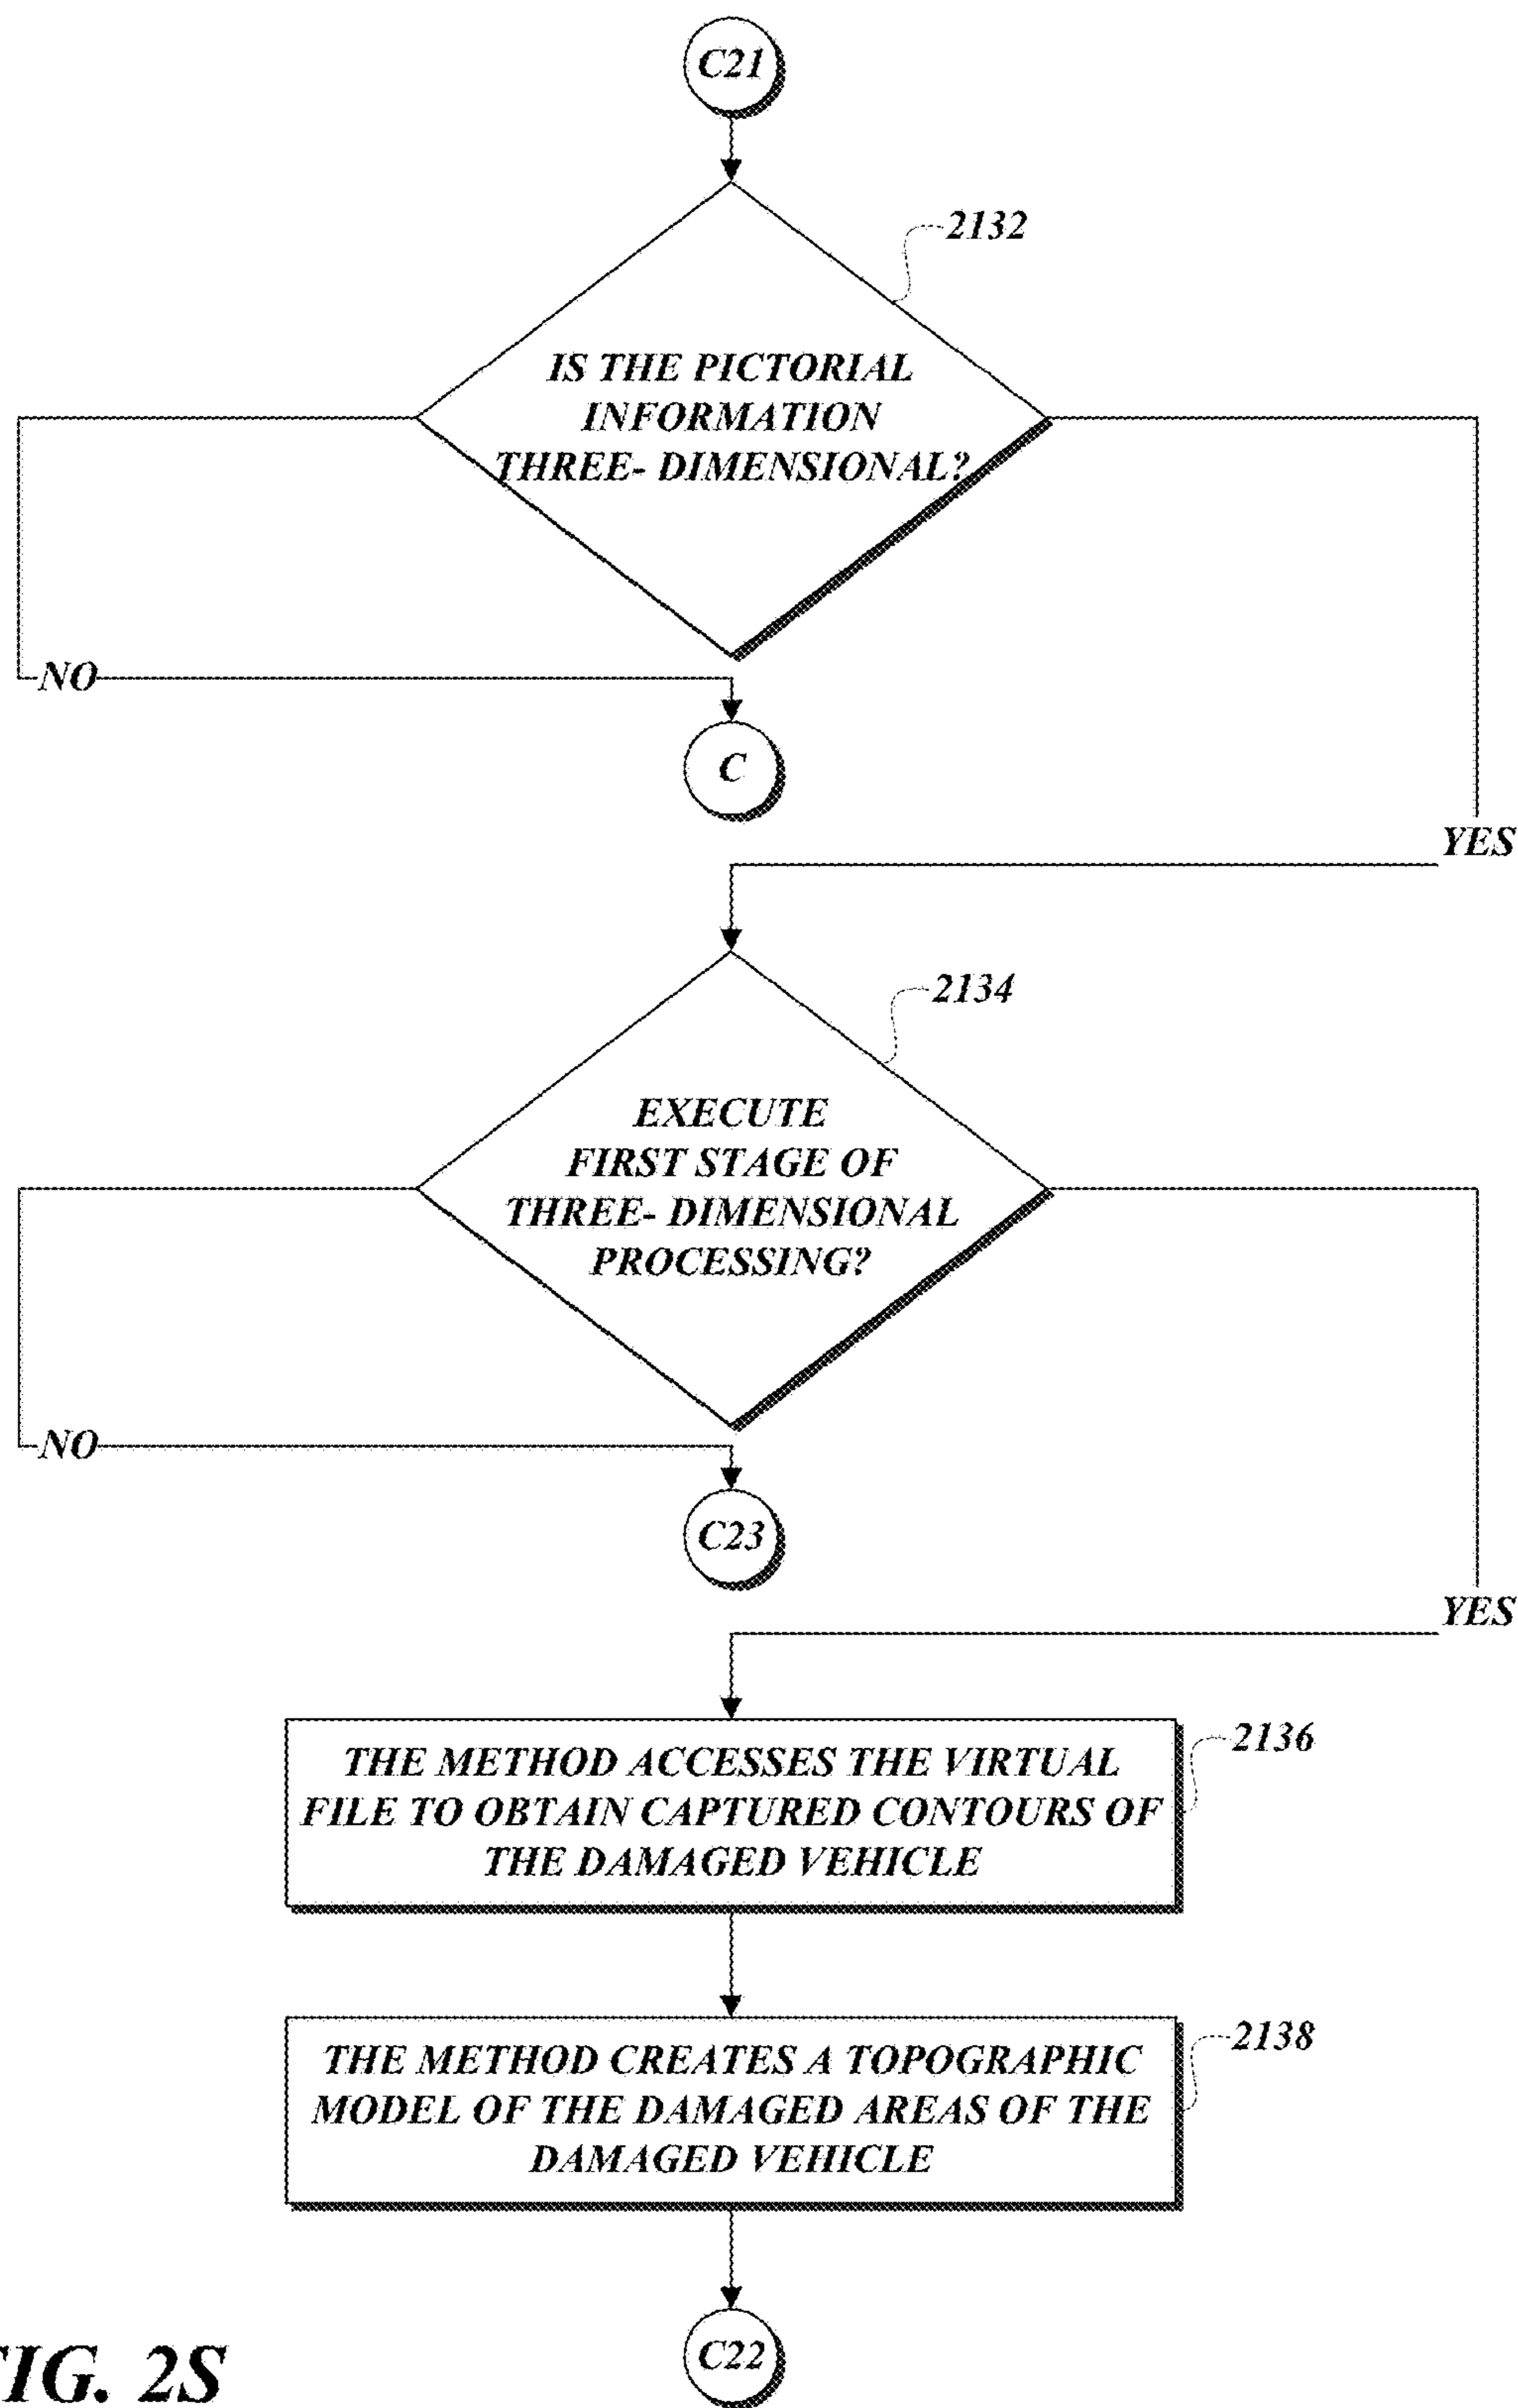 C21
2132
IS THE PICTORIAL
INFORMATION
THREE- DIMENSIONAL?
NO
C
YES
2134
EXECUTE
FIRST STAGE OF
THREE- DIMENSIONAL
PROCESSING?
NO
C23
YES
2136
THE METHOD ACCESSES THE VIRTUAL
FILE TO OBTAIN CAPTURED CONTOURS OF
THE DAMAGED VEHICLE
2138
THE METHOD CREATES A TOPOGRAPHIC
MODEL OF THE DAMAGED AREAS OF THE
DAMAGED VEHICLE
C22
FIG. 2S